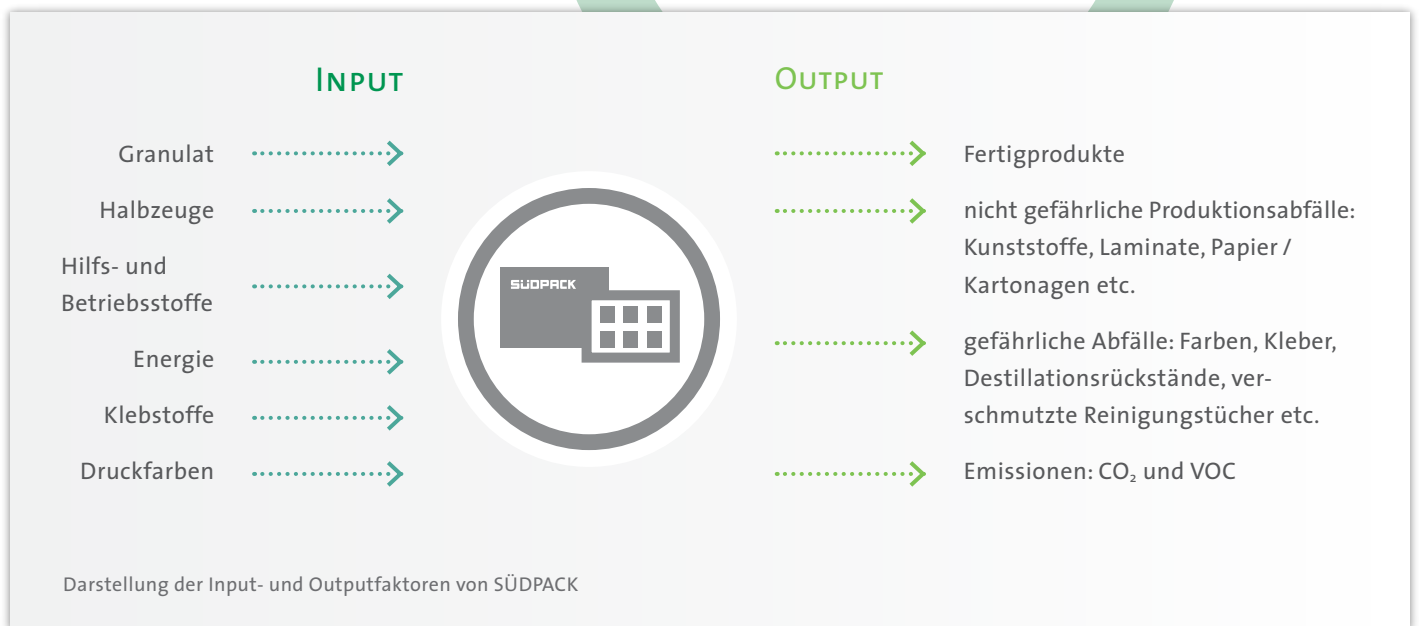 INPUT
Granulat
Halbzeuge
Hilfs- und
Betriebsstoffe
Energie
Klebstoffe
Druckfarben
SÜDPACK
OUTPUT
Fertigprodukte
nicht gefährliche Produktionsabfälle:
Kunststoffe, Laminate, Papier /
Kartonagen etc.
gefährliche Abfälle: Farben, Kleber,
Destillationsrückstände, ver-
schmutzte Reinigungstücher etc.
Emissionen: CO₂ und VOC
Darstellung der Input- und Outputfaktoren von SÜDPACK